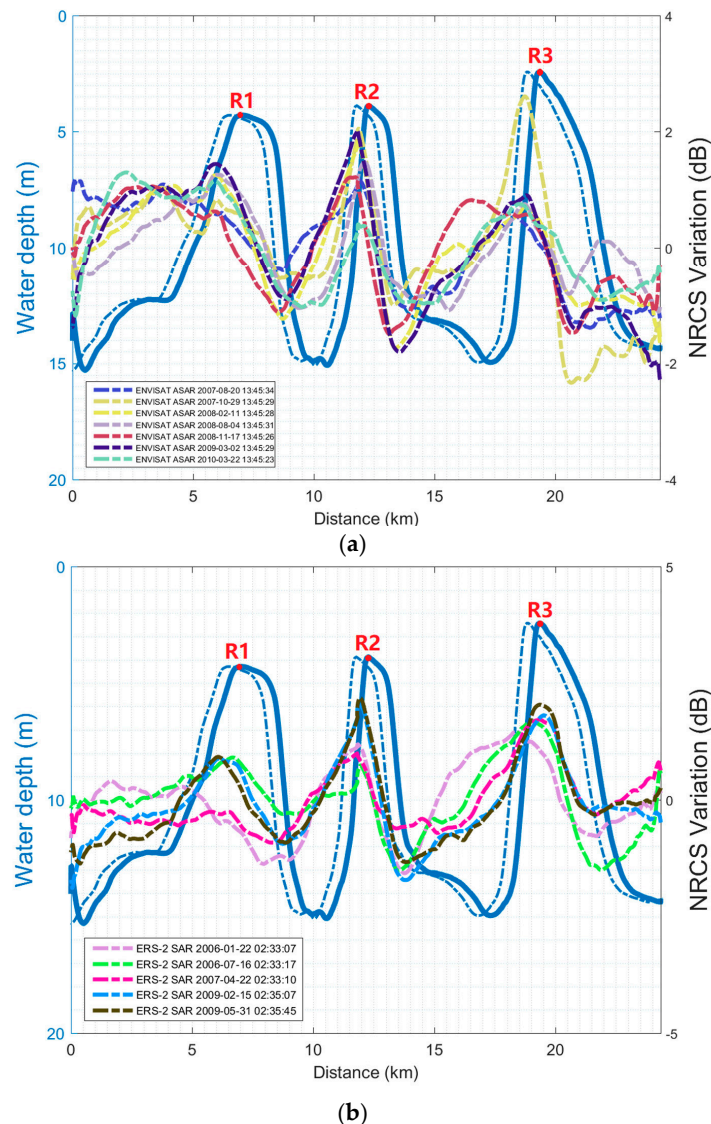 0
4
R3
R2
R1
5
2
Water depth (m)
10
0
NRCS Variation (dB)
15
-2
ENVISAT ASAR 2007-08-20 13:45:34
ENVISAT ASAR 2007-10-29 13:45:29
ENVISAT ASAR 2008-02-11 13:45:28
ENVISAT ASAR 2008-08-04 13:45:31
ENVISAT ASAR 2008-11-17 13:45:26
ENVISAT ASAR 2009-03-02 13:45:29
ENVISAT ASAR 2010-03-22 13:45:23
20
-4
0 5 10 15 20
Distance (km)
(a)
0
5
R3
R1
R2
5
Water depth (m)
10
0
NRCS Variation (dB)
15
ERS-2 SAR 2006-01-22 02:33:07
ERS-2 SAR 2006-07-16 02:33:17
ERS-2 SAR 2007-04-22 02:33:10
ERS-2 SAR 2009-02-15 02:35:07
ERS-2 SAR 2009-05-31 02:35:45
20
-5
0 5 10 15 20
Distance (km)
(b)